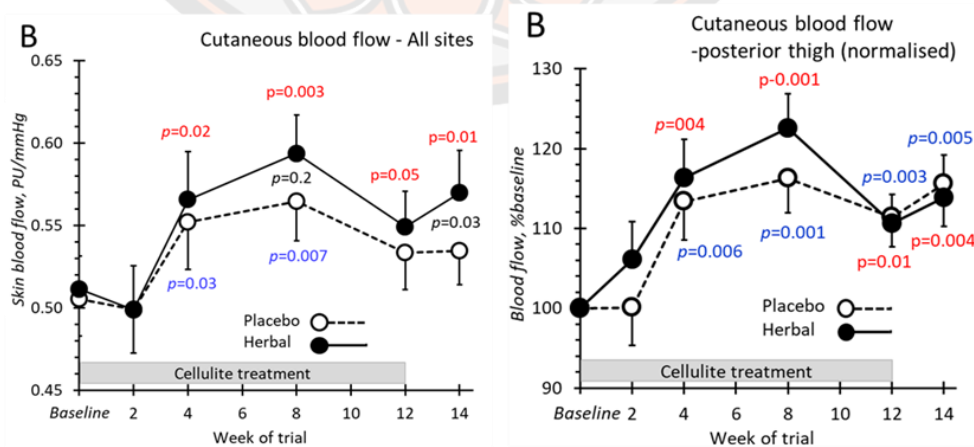 B
Cutaneous blood flow - All sites
0.65
0.60
0.55
0.50
0.45
Skin blood flow, PU/mmHg
p=0.02
p=0.003
p=0.2
p=0.05
p=0.01
p=0.03
p=0.03
p=0.007
Placebo
Herbal
Cellulite treatment
Baseline 2 4 6 8 10 12 14
Week of trial
B
Cutaneous blood flow
-posterior thigh (normalised)
130
120
110
100
90
Blood flow, %baseline
p=004
p-0.001
p=0.005
p=0.003
p=0.006
p=0.001
p=0.01
p=0.004
Placebo
Herbal
Cellulite treatment
Baseline 2 4 6 8 10 12 14
Week of trial